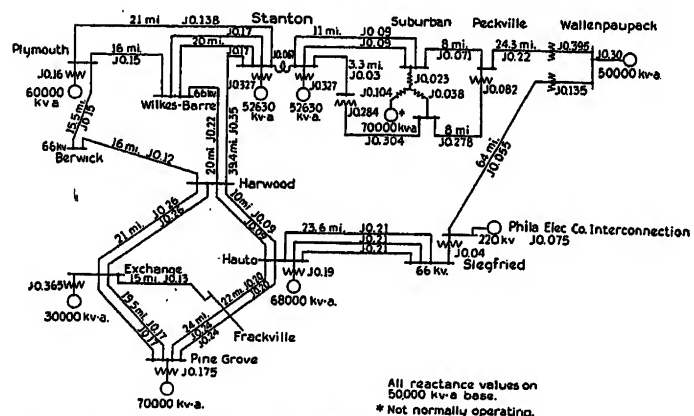 21 mi J0.138
J0.17
Stanton
11 mi. J0 09
J0.09
Suburban
Peckville
Wallenpaupack
20 mi.
J0.17
J0.061
8 mi.
J0.071
24.3 mi.
J0.22
J0.395
J0.30
50000 kv-a.
Plymouth
16 mi
J0.15
3.3 mi.
J0.03
J0.023
J0.135
J0.16
60000
kv a
Wilkes-Barre
66 kv.
J0.327
52630
kv-a
J0.327
52630
kv-a.
J0.284
J0.104
J0.038
J0.082
70000 kva
*
J0.304
8 mi
J0.278
15.5 mi.
J0.15
66kv
Berwick
16 mi J0.12
20 mi J0.22
39.4 mi. J0.35
64 mi.
J0.055
Harwood
21 mi. J0.26
J0.26
10 mi J0.09
J0.09
23.6 mi. J0.21
J0.21
J0.21
Phila Elec Co. Interconnection
220 kv J0.075
J0.04
Hauto
66 kv.
Siegfried
J0.19
68000 kv-a.
Exchange
15 mi J0.13
J0.365
30000 kv-a.
Frackville
19.5 mi. J0.17
J0.17
22 mi. J0.20
J0.20
24 mi. J0.24
J0.24
Pine Grove
J0.175
70000 kv-a.
All reactance values on
50,000 kv-a base.
* Not normally operating.